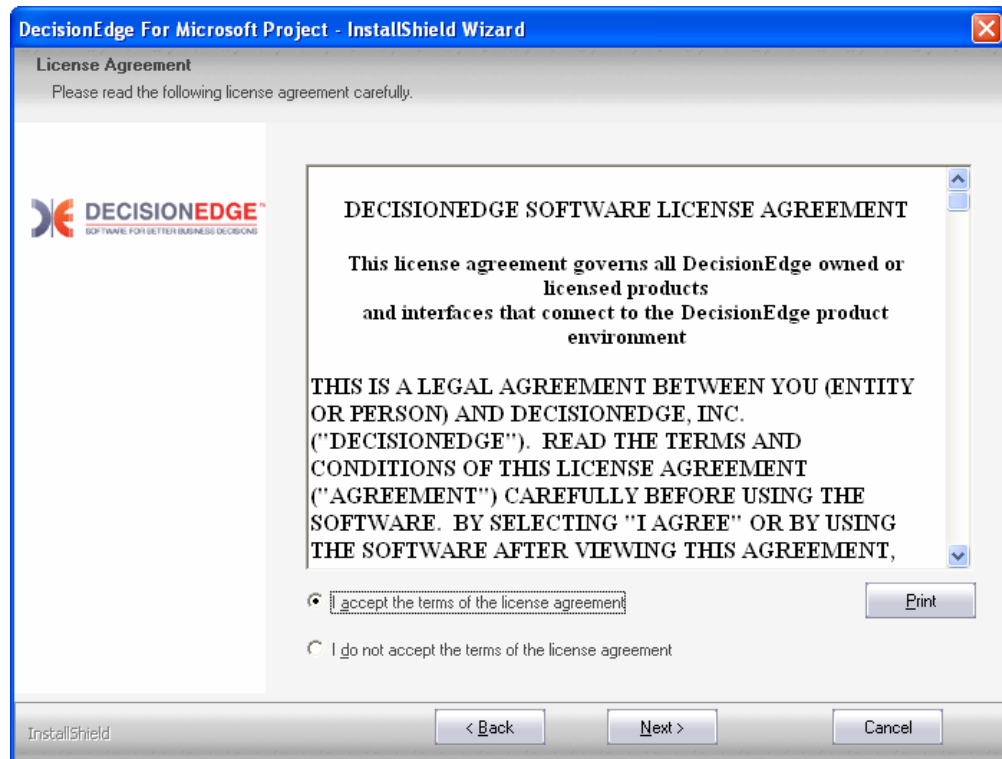 DecisionEdge For Microsoft Project - InstallShield Wizard
License Agreement
Please read the following license agreement carefully.
DECISIONEDGE™
SOFTWARE FOR BETTER BUSINESS DECISIONS
DECISIONEDGE SOFTWARE LICENSE AGREEMENT
This license agreement governs all DecisionEdge owned or
licensed products
and interfaces that connect to the DecisionEdge product
environment
THIS IS A LEGAL AGREEMENT BETWEEN YOU (ENTITY
OR PERSON) AND DECISIONEDGE, INC.
("DECISIONEDGE").  READ THE TERMS AND
CONDITIONS OF THIS LICENSE AGREEMENT
("AGREEMENT") CAREFULLY BEFORE USING THE
SOFTWARE.  BY SELECTING "I AGREE" OR BY USING
THE SOFTWARE AFTER VIEWING THIS AGREEMENT,
I accept the terms of the license agreement
Print
I do not accept the terms of the license agreement
InstallShield
< Back
Next >
Cancel